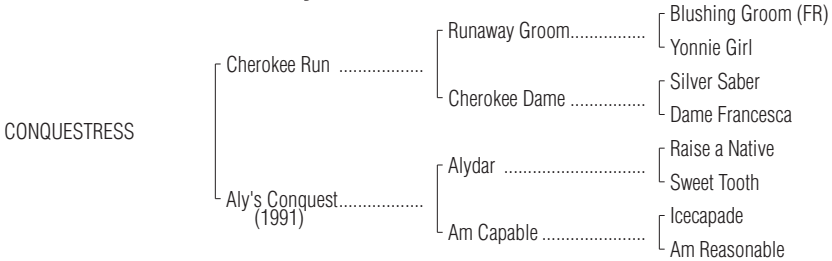 Blushing Groom (FR)
Runaway Groom................
Yonnie Girl
Cherokee Run ..................
Silver Saber
Cherokee Dame ................
Dame Francesca
CONQUESTRESS
Raise a Native
Alydar ..............................
Sweet Tooth
Aly's Conquest..................
(1991)
Icecapade
Am Capable ......................
Am Reasonable